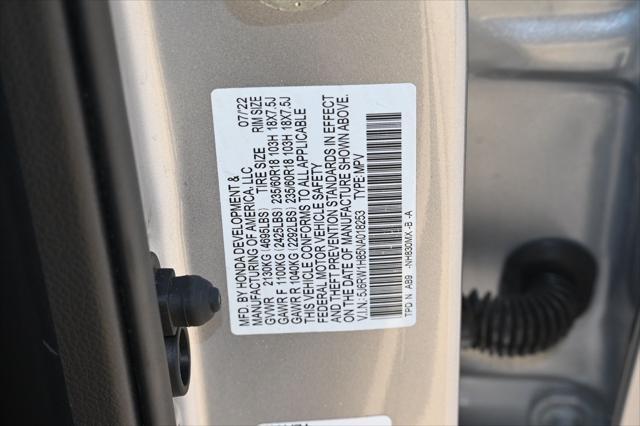 MFD. BY HONDA DEVELOPMENT & 07/22
MANUFACTURING OF AMERICA, LLC
TIRE SIZE RIM SIZE
GVWR 2130KG (4695LBS)
GAWR F 1100KG (2425LBS) 235/60R18 103H 18X7.5J
GAWR R 1040KG (2292LBS) 235/60R18 103H 18X7.5J
THIS VEHICLE CONFORMS TO ALL APPLICABLE
FEDERAL MOTOR VEHICLE SAFETY
AND THEFT PREVENTION STANDARDS IN EFFECT
ON THE DATE OF MANUFACTURE SHOWN ABOVE.
V.I.N: 5J6RW1H85NA018253 TYPE: MPV
TPD N AB9 -NH830MX -B -A